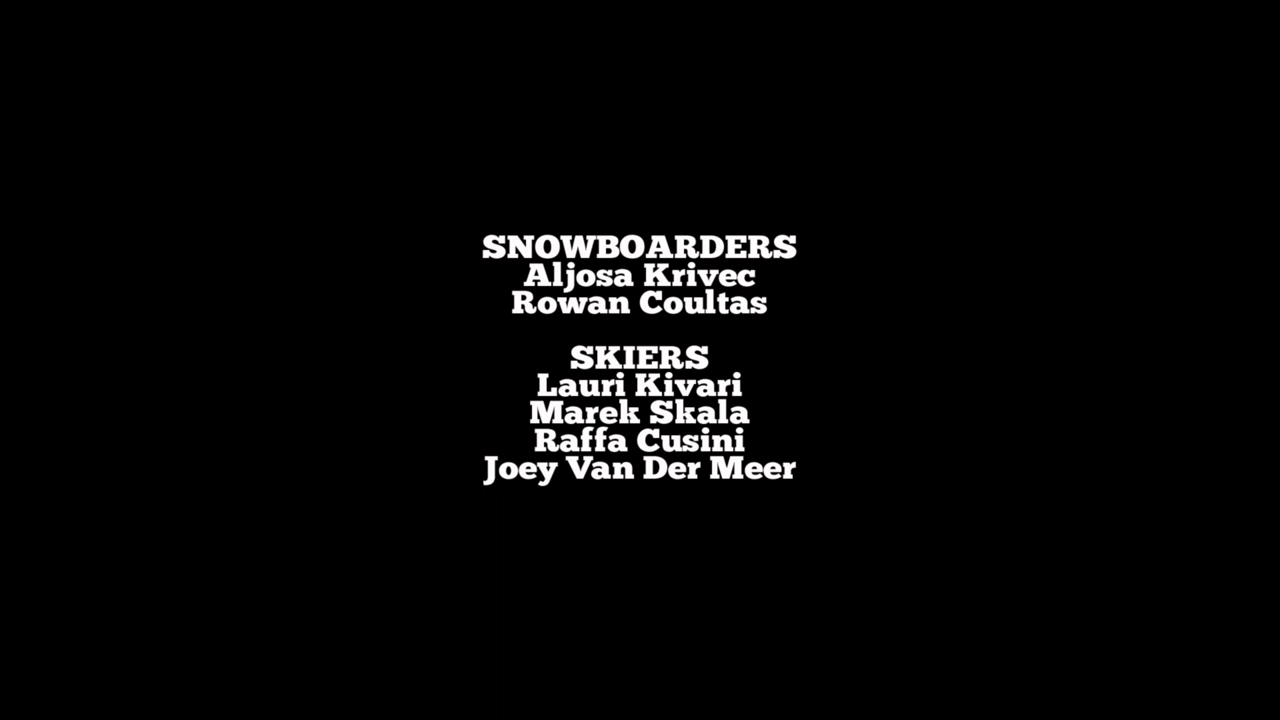 SNOWBOARDERS
Aljosa Krivec
Rowan Coultas
SKIERS
Lauri Kivari
Marek Skala
Raffa Cusini
Joey Van Der Meer